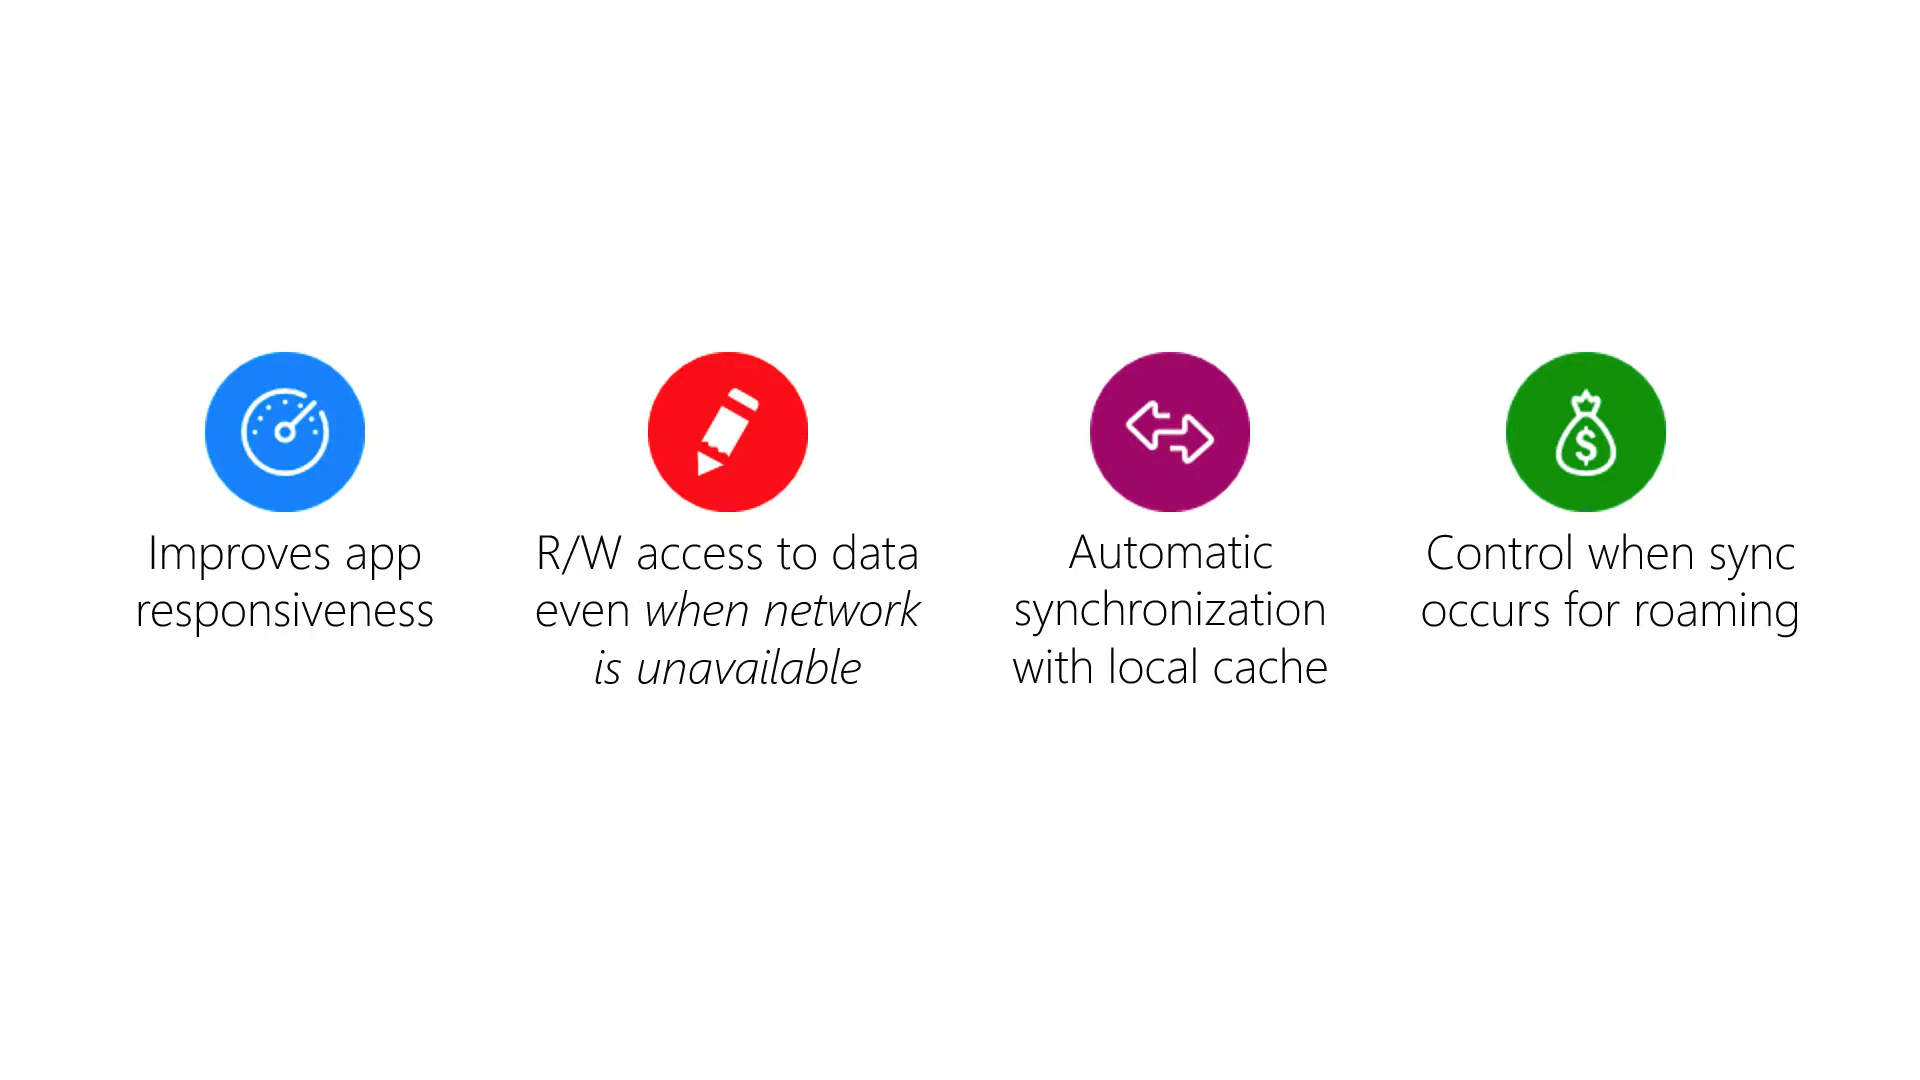 Improves app
responsiveness
R/W access to data
even when network
is unavailable
Automatic
synchronization
with local cache
$
Control when sync
occurs for roaming